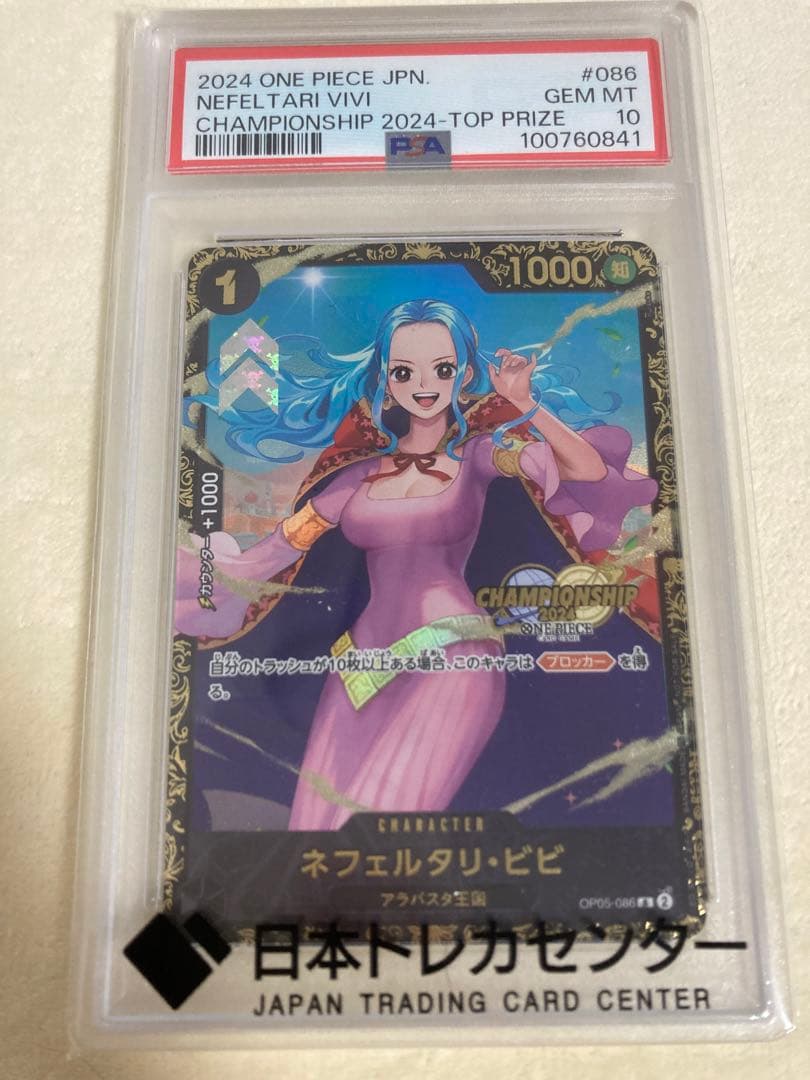 2024 ONE PIECE JPN. #086
NEFELTARI VIVI GEM MT
CHAMPIONSHIP 2024-TOP PRIZE 10
PSA 100760841
1
1000 知
カウンター +1000
CHAMPIONSHIP
2024
ONE PIECE
CARD GAME
自分のトラッシュが10枚以上ある場合、このキャラは ブロッカー を得
る。
CHARACTER
ネフェルタリ・ビビ
アラバスタ王国
OP05-086 2
日本トレカセンター
JAPAN TRADING CARD CENTER